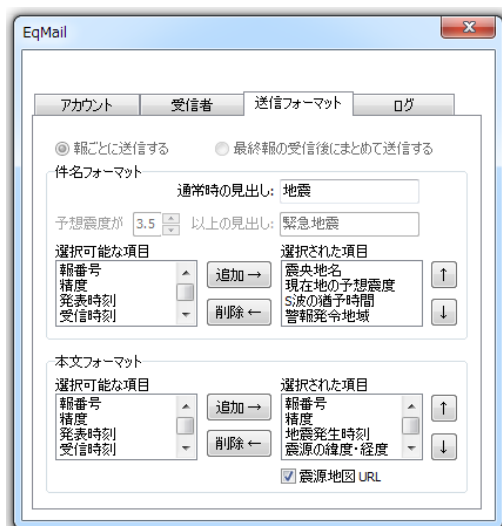 EqMail
アカウント 受信者 送信フォーマット ログ
報ごとに送信する 最終報の受信後にまとめて送信する
件名フォーマット
通常時の見出し: 地震
予想震度が 3.5 以上の見出し: 緊急地震
選択可能な項目
報番号
精度
発表時刻
受信時刻
追加→
削除←
選択された項目
震央地名
現在地の予想震度
S波の猶予時間
警報発令地域
↑
↓
本文フォーマット
選択可能な項目
報番号
精度
発表時刻
受信時刻
追加→
削除←
選択された項目
報番号
精度
地震発生時刻
震源の緯度・経度
↑
↓
震源地図 URL